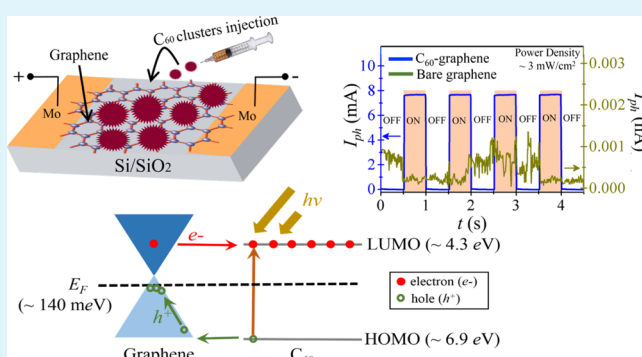 C60 clusters injection
Graphene
+
-
Mo
Mo
Si/SiO2
C60-graphene
Bare graphene
Power Density
~ 3 mW/cm²
Iph (mA)
10
8
6
4
2
0
OFF ON OFF ON OFF ON OFF ON OFF
0.003
0.002
0.001
0.000
0 1 2 3 4
t (s)
hν
e-
LUMO (~ 4.3 eV)
EF
(~ 140 meV)
h+
electron (e-)
hole (h+)
HOMO (~ 6.9 eV)
Graphene